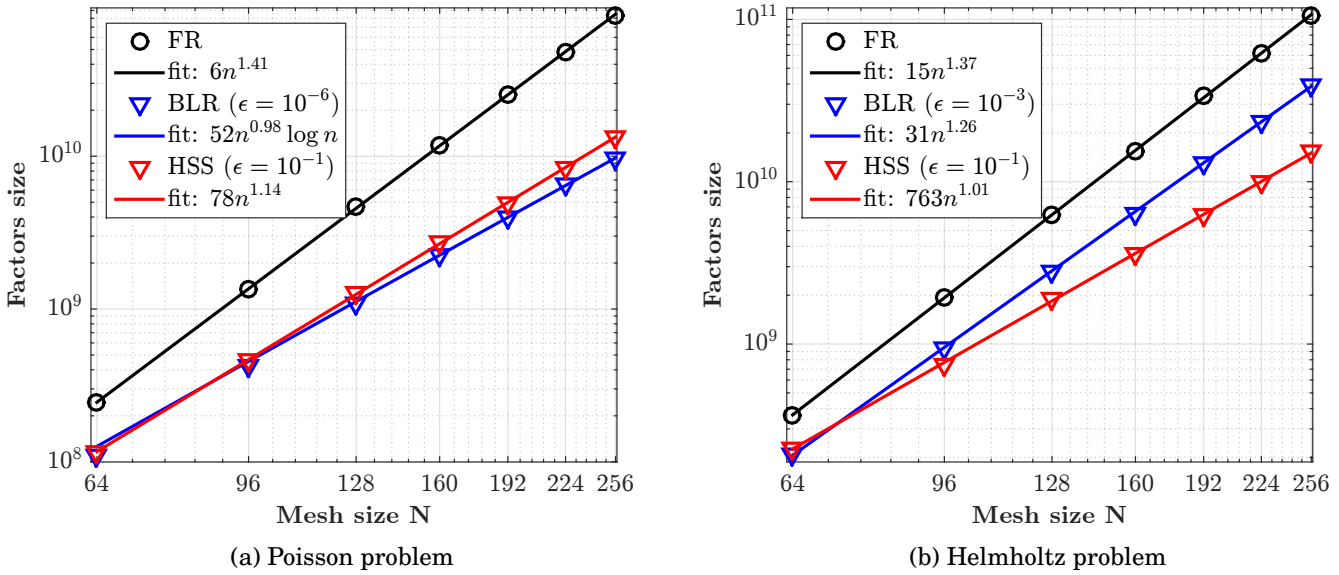 Factors size
10^10
10^9
10^8
FR
fit: 6n^1.41
BLR (ϵ = 10^−6)
fit: 52n^0.98 log n
HSS (ϵ = 10^−1)
fit: 78n^1.14
64 96 128 160 192 224 256
Mesh size N
(a) Poisson problem
Factors size
10^11
10^10
10^9
FR
fit: 15n^1.37
BLR (ϵ = 10^−3)
fit: 31n^1.26
HSS (ϵ = 10^−1)
fit: 763n^1.01
64 96 128 160 192 224 256
Mesh size N
(b) Helmholtz problem